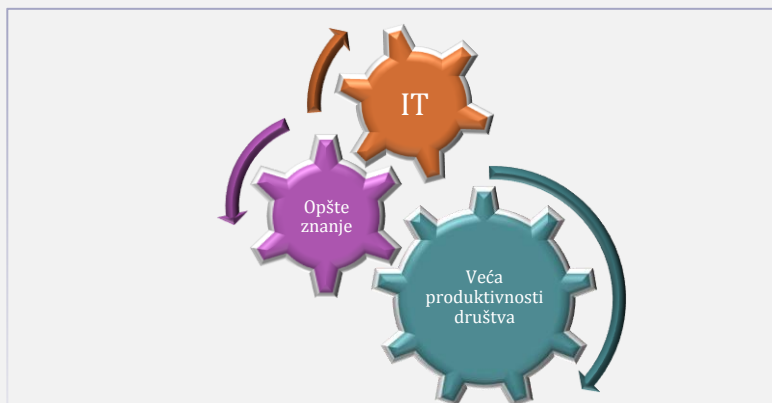 IT
Opšte
znanje
Veća
produktivnosti
društva